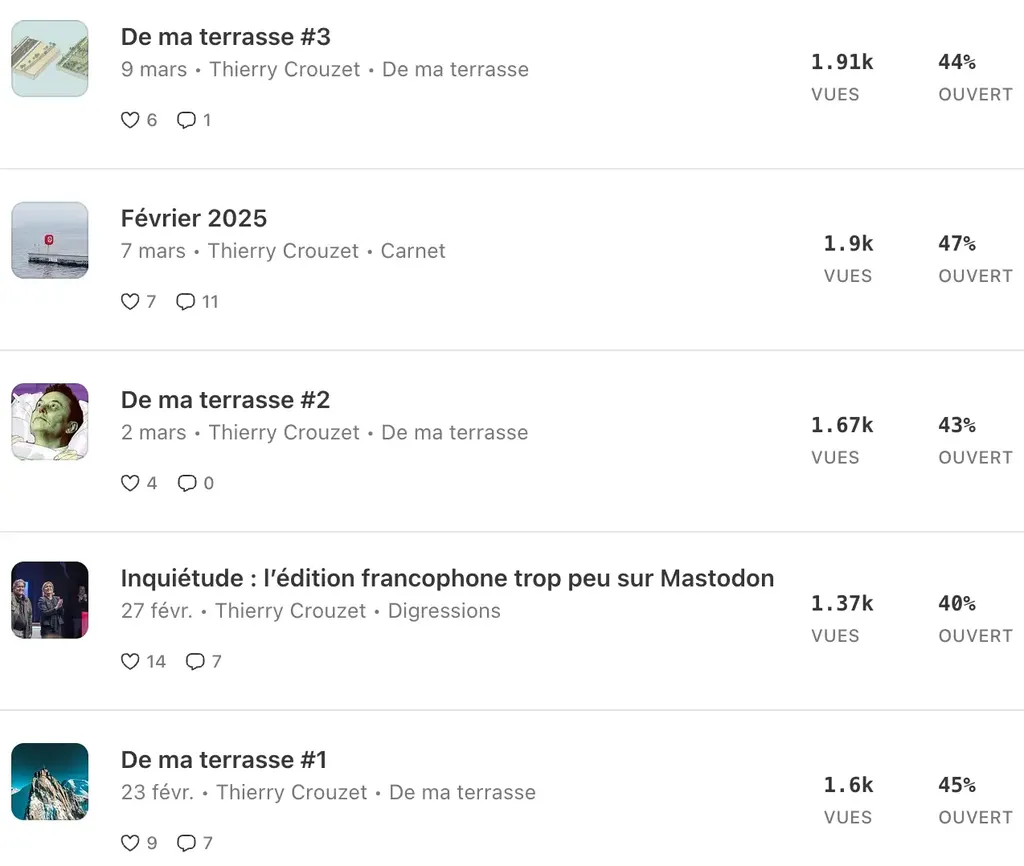 De ma terrasse #3
9 mars • Thierry Crouzet • De ma terrasse
1.91k
44%
VUES
OUVERT
6 1
Février 2025
7 mars • Thierry Crouzet • Carnet
1.9k
47%
VUES
OUVERT
7 11
De ma terrasse #2
2 mars • Thierry Crouzet • De ma terrasse
1.67k
43%
VUES
OUVERT
4 0
Inquiétude : l’édition francophone trop peu sur Mastodon
27 févr. • Thierry Crouzet • Digressions
1.37k
40%
VUES
OUVERT
14 7
De ma terrasse #1
23 févr. • Thierry Crouzet • De ma terrasse
1.6k
45%
VUES
OUVERT
9 7